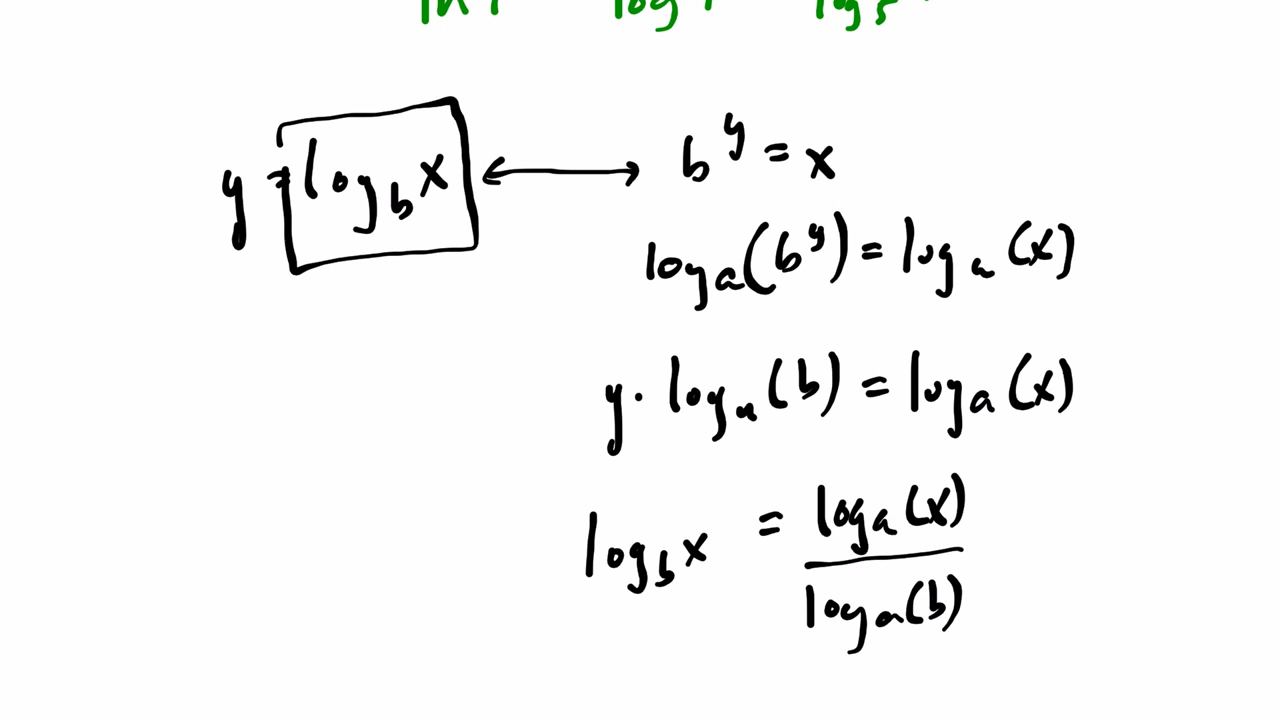 y = log_b x ⟷ b^y = x
log_a(b^y) = log_a(x)
y · log_a(b) = log_a(x)
log_b x = log_a(x) / log_a(b)